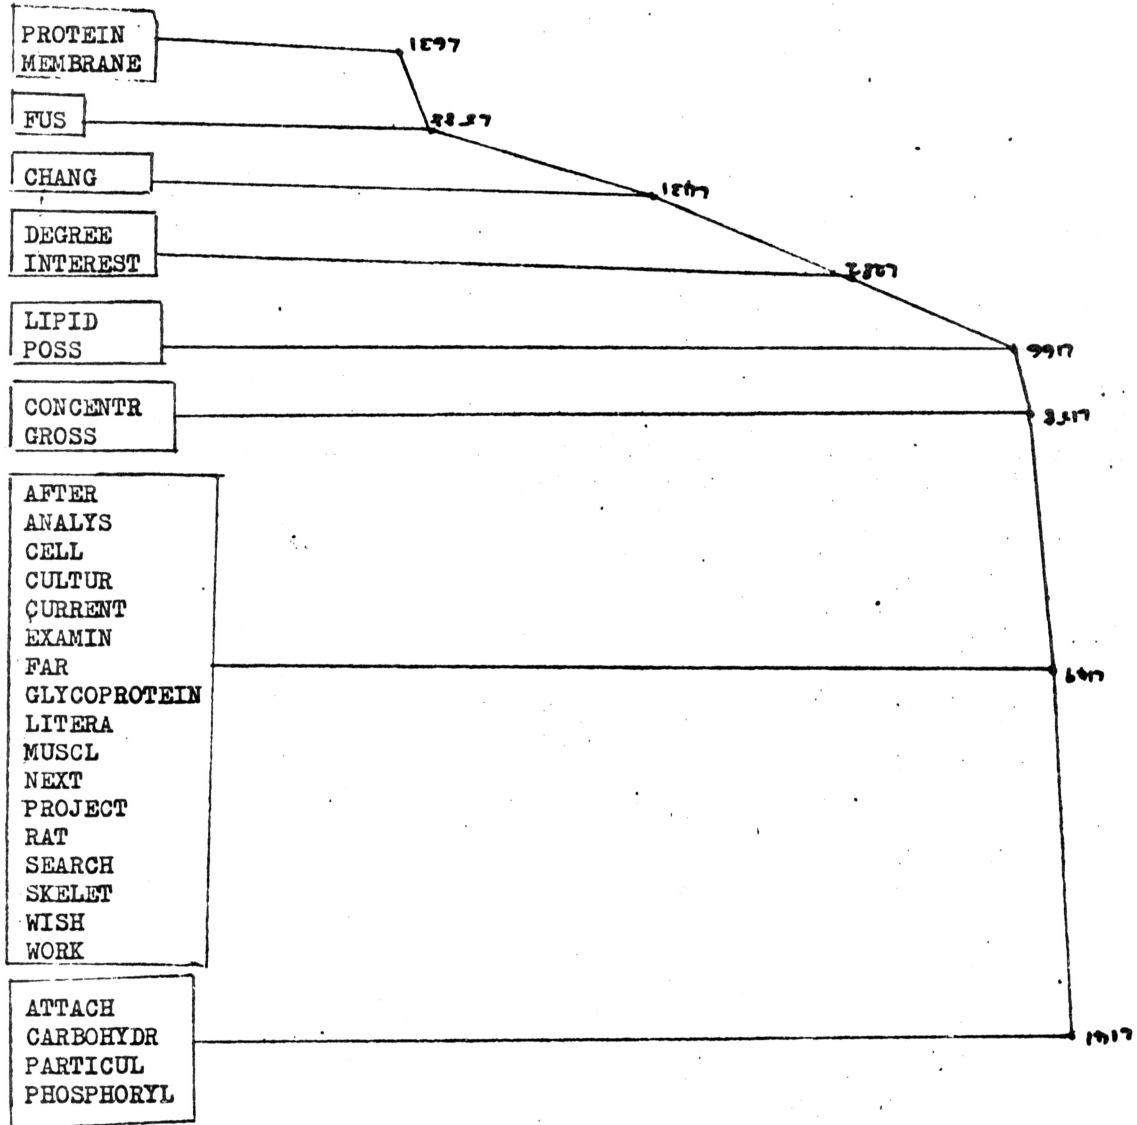 PROTEIN
MEMBRANE
FUS
CHANG
DEGREE
INTEREST
LIPID
POSS
CONCENTR
GROSS
AFTER
ANALYS
CELL
CULTUR
CURRENT
EXAMIN
FAR
GLYCOPROTEIN
LITERA
MUSCL
NEXT
PROJECT
RAT
SEARCH
SKELET
WISH
WORK
ATTACH
CARBOHYDR
PARTICUL
PHOSPHORYL